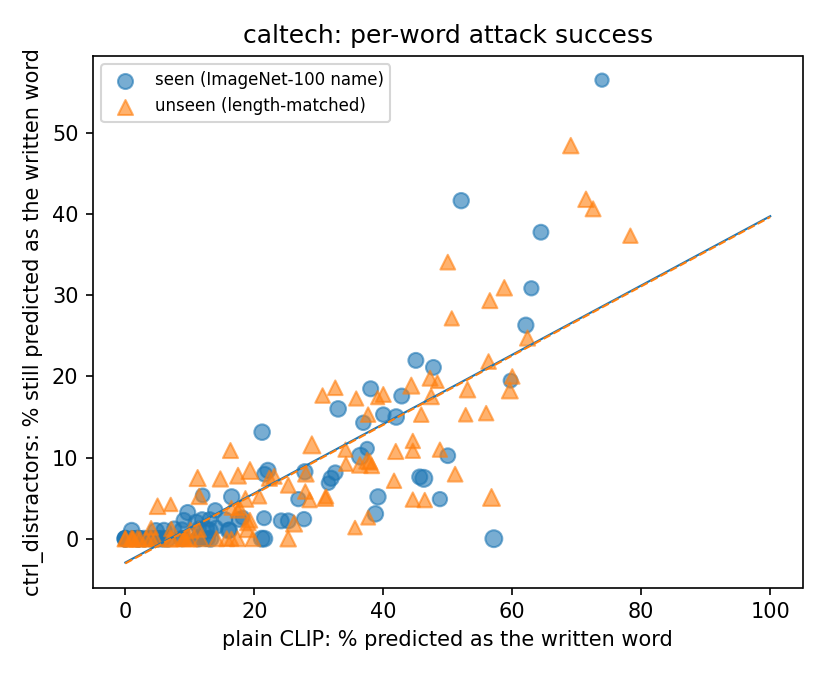 caltech: per-word attack success
seen (ImageNet-100 name)
unseen (length-matched)
ctrl_distractors: % still predicted as the written word
50
40
30
20
10
0
0 20 40 60 80 100
plain CLIP: % predicted as the written word